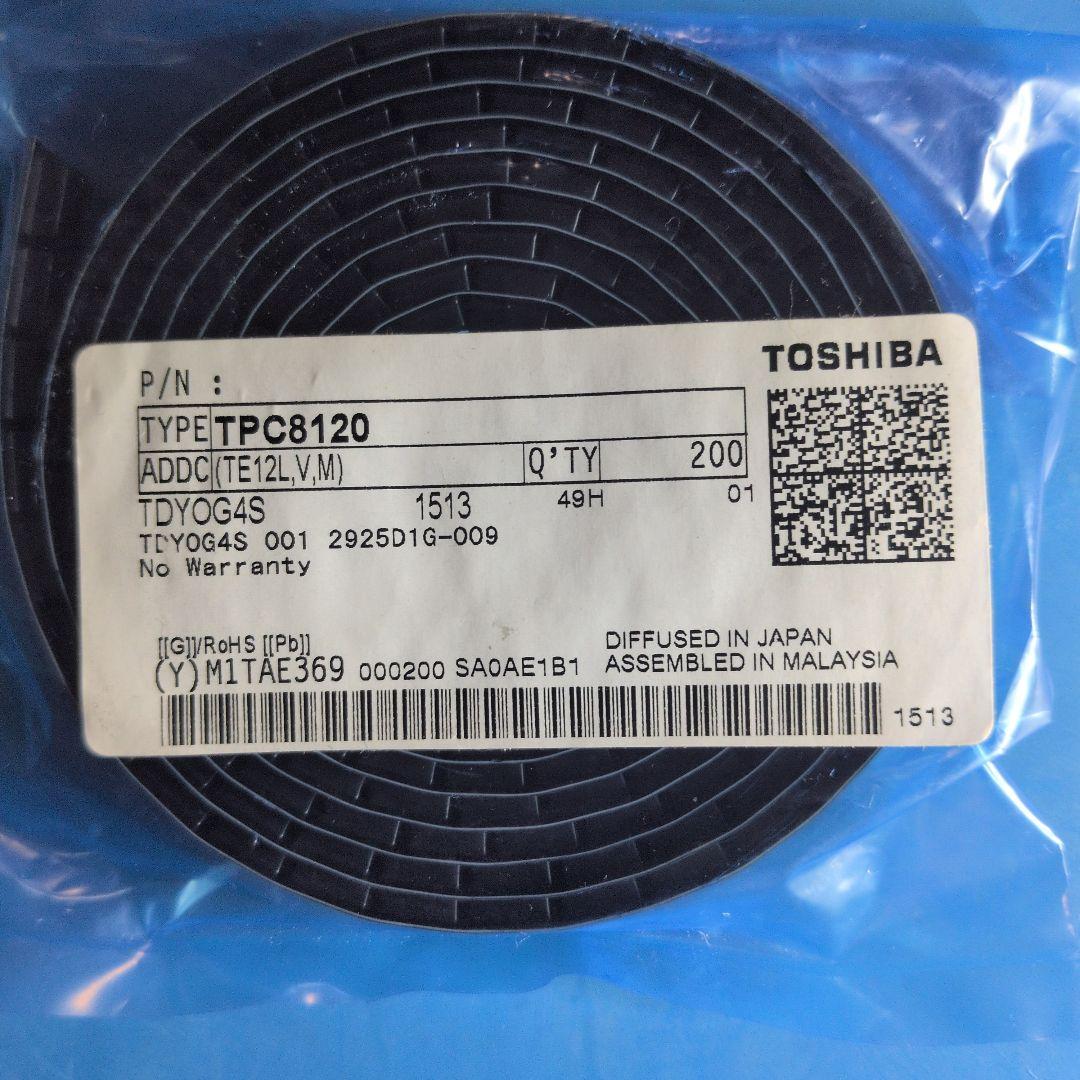 TOSHIBA
P/N :
TYPE TPC8120
ADDC (TE12L,V,M) Q'TY 200
TDYOG4S 1513 49H 01
TDYOG4S 001 2925D1G-009
No Warranty
[[G]]/RoHS [[Pb]]
DIFFUSED IN JAPAN
(Y) M1TAE369 000200 SA0AE1B1 ASSEMBLED IN MALAYSIA
1513